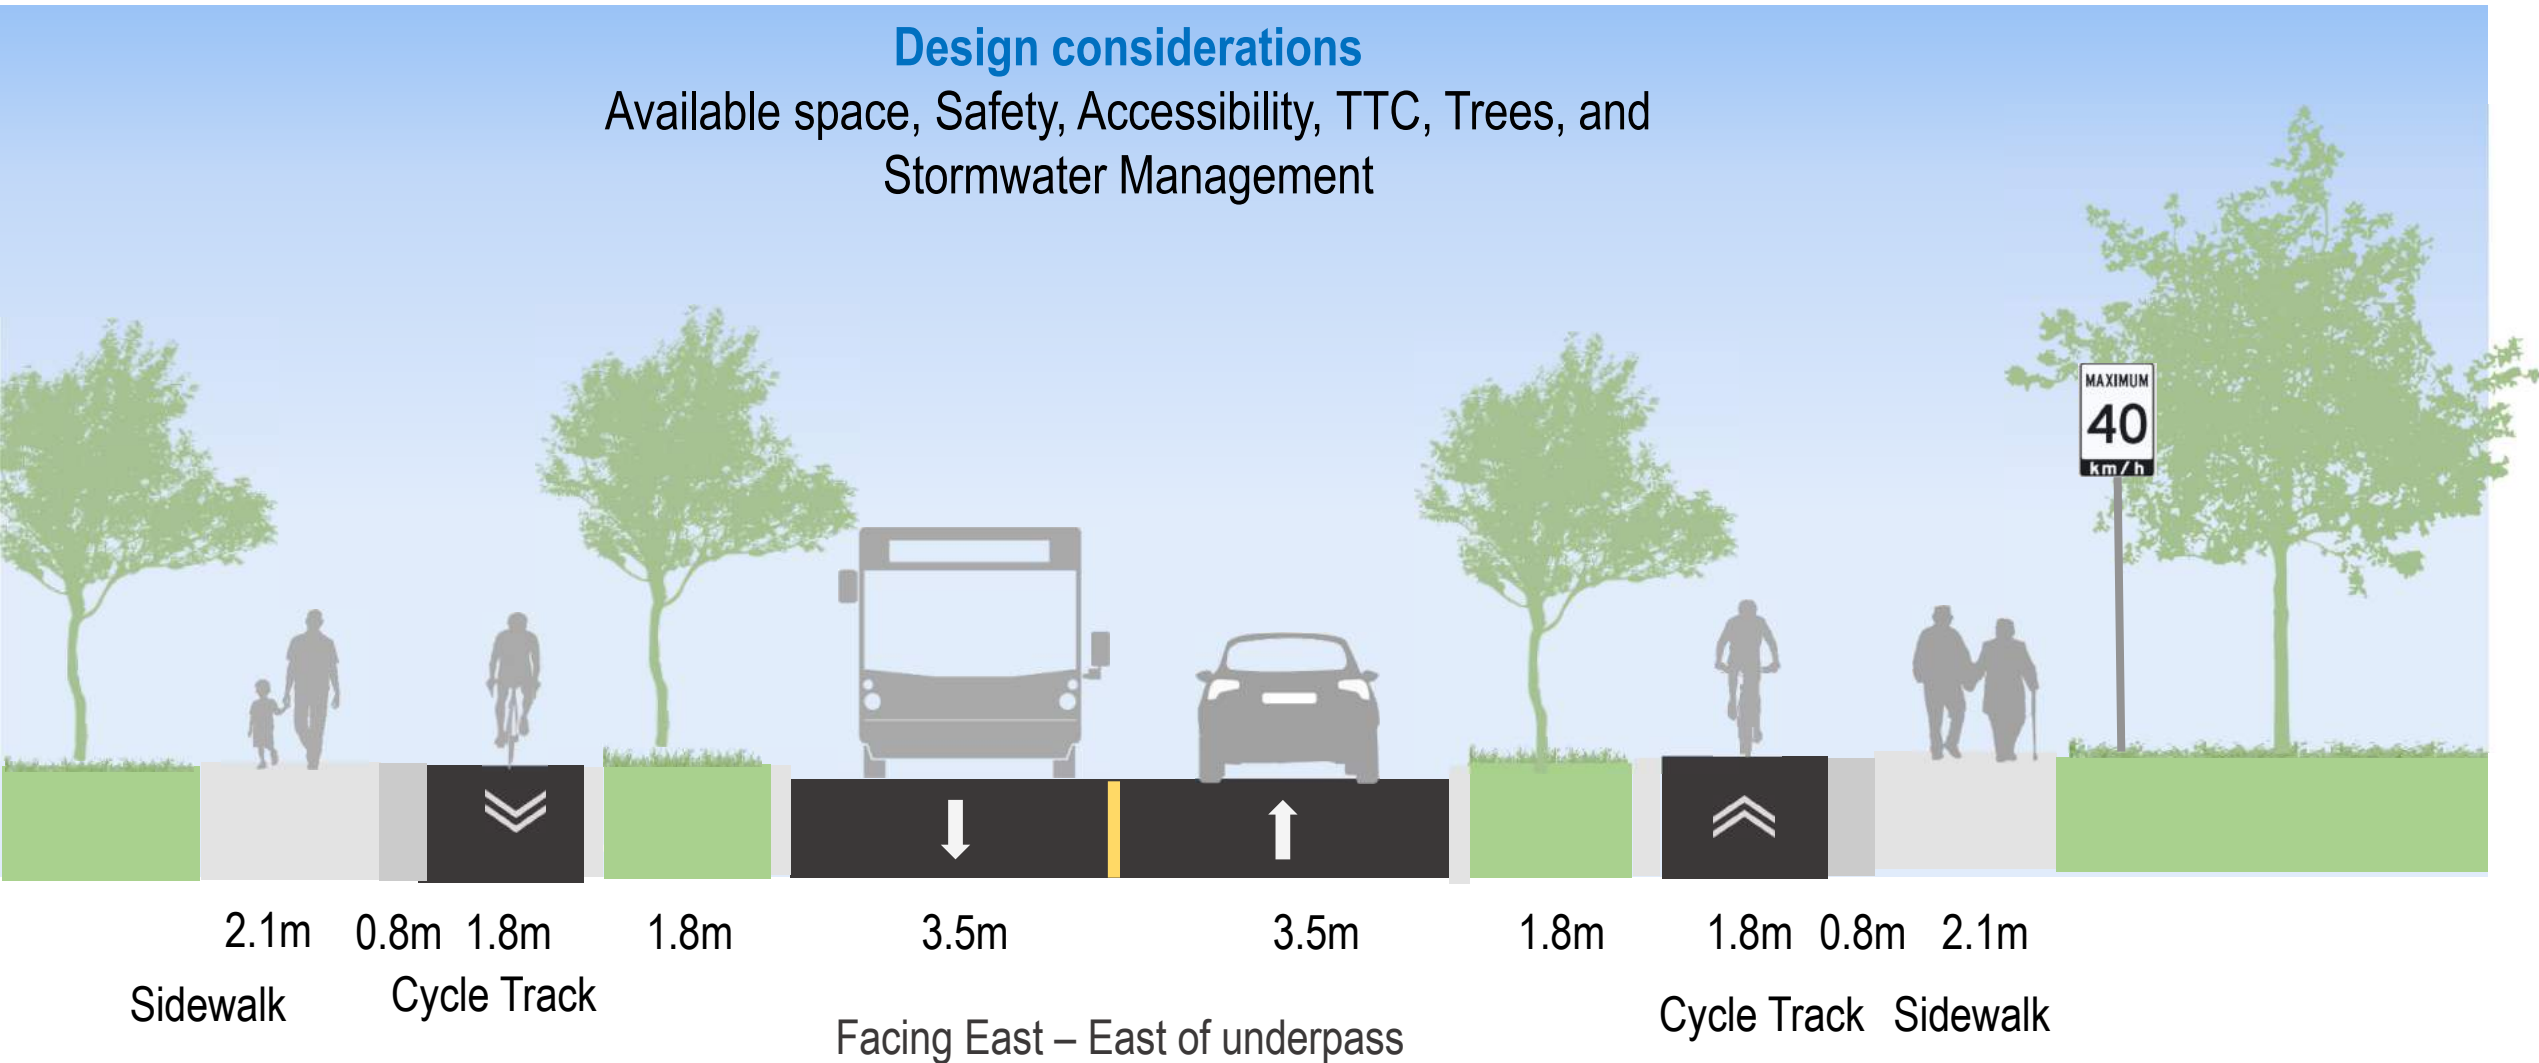 Design considerations
Available space, Safety, Accessibility, TTC, Trees, and
Stormwater Management
MAXIMUM
40
km/h
2.1m 0.8m 1.8m 1.8m 3.5m 3.5m 1.8m 1.8m 0.8m 2.1m
Sidewalk Cycle Track Cycle Track Sidewalk
Facing East – East of underpass